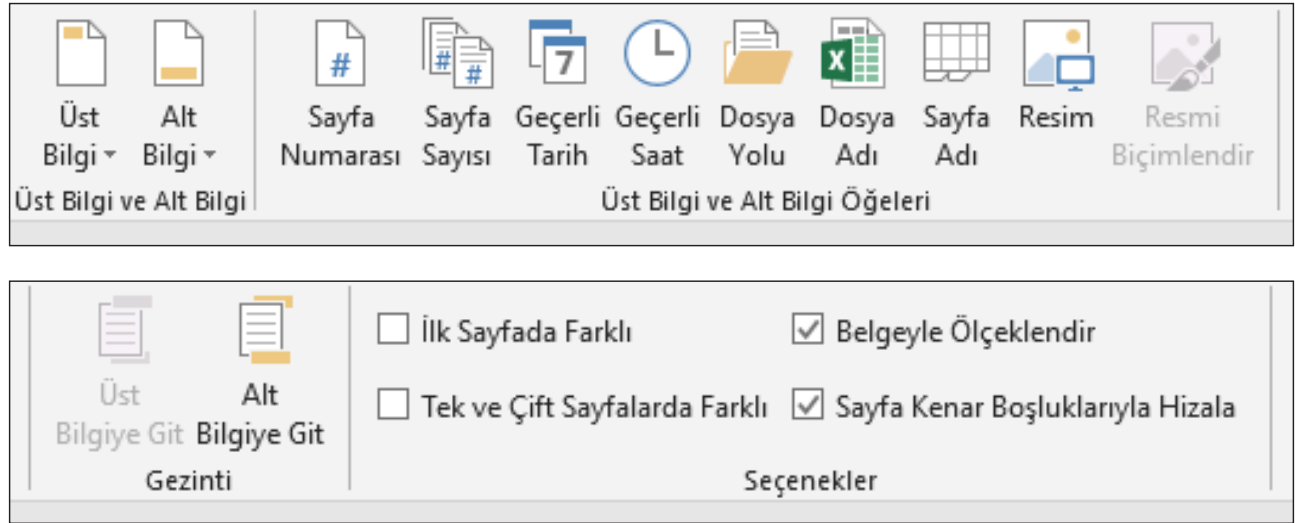 Üst Alt Sayfa Sayfa Geçerli Geçerli Dosya Dosya Sayfa Resim Resmi
Bilgi Bilgi Numarası Sayısı Tarih Saat Yolu Adı Adı Biçimlendir
Üst Bilgi ve Alt Bilgi Üst Bilgi ve Alt Bilgi Öğeleri
İlk Sayfada Farklı Belgeyle Ölçeklendir
Üst Alt Tek ve Çift Sayfalarda Farklı Sayfa Kenar Boşluklarıyla Hizala
Bilgiye Git Bilgiye Git
Gezinti Seçenekler